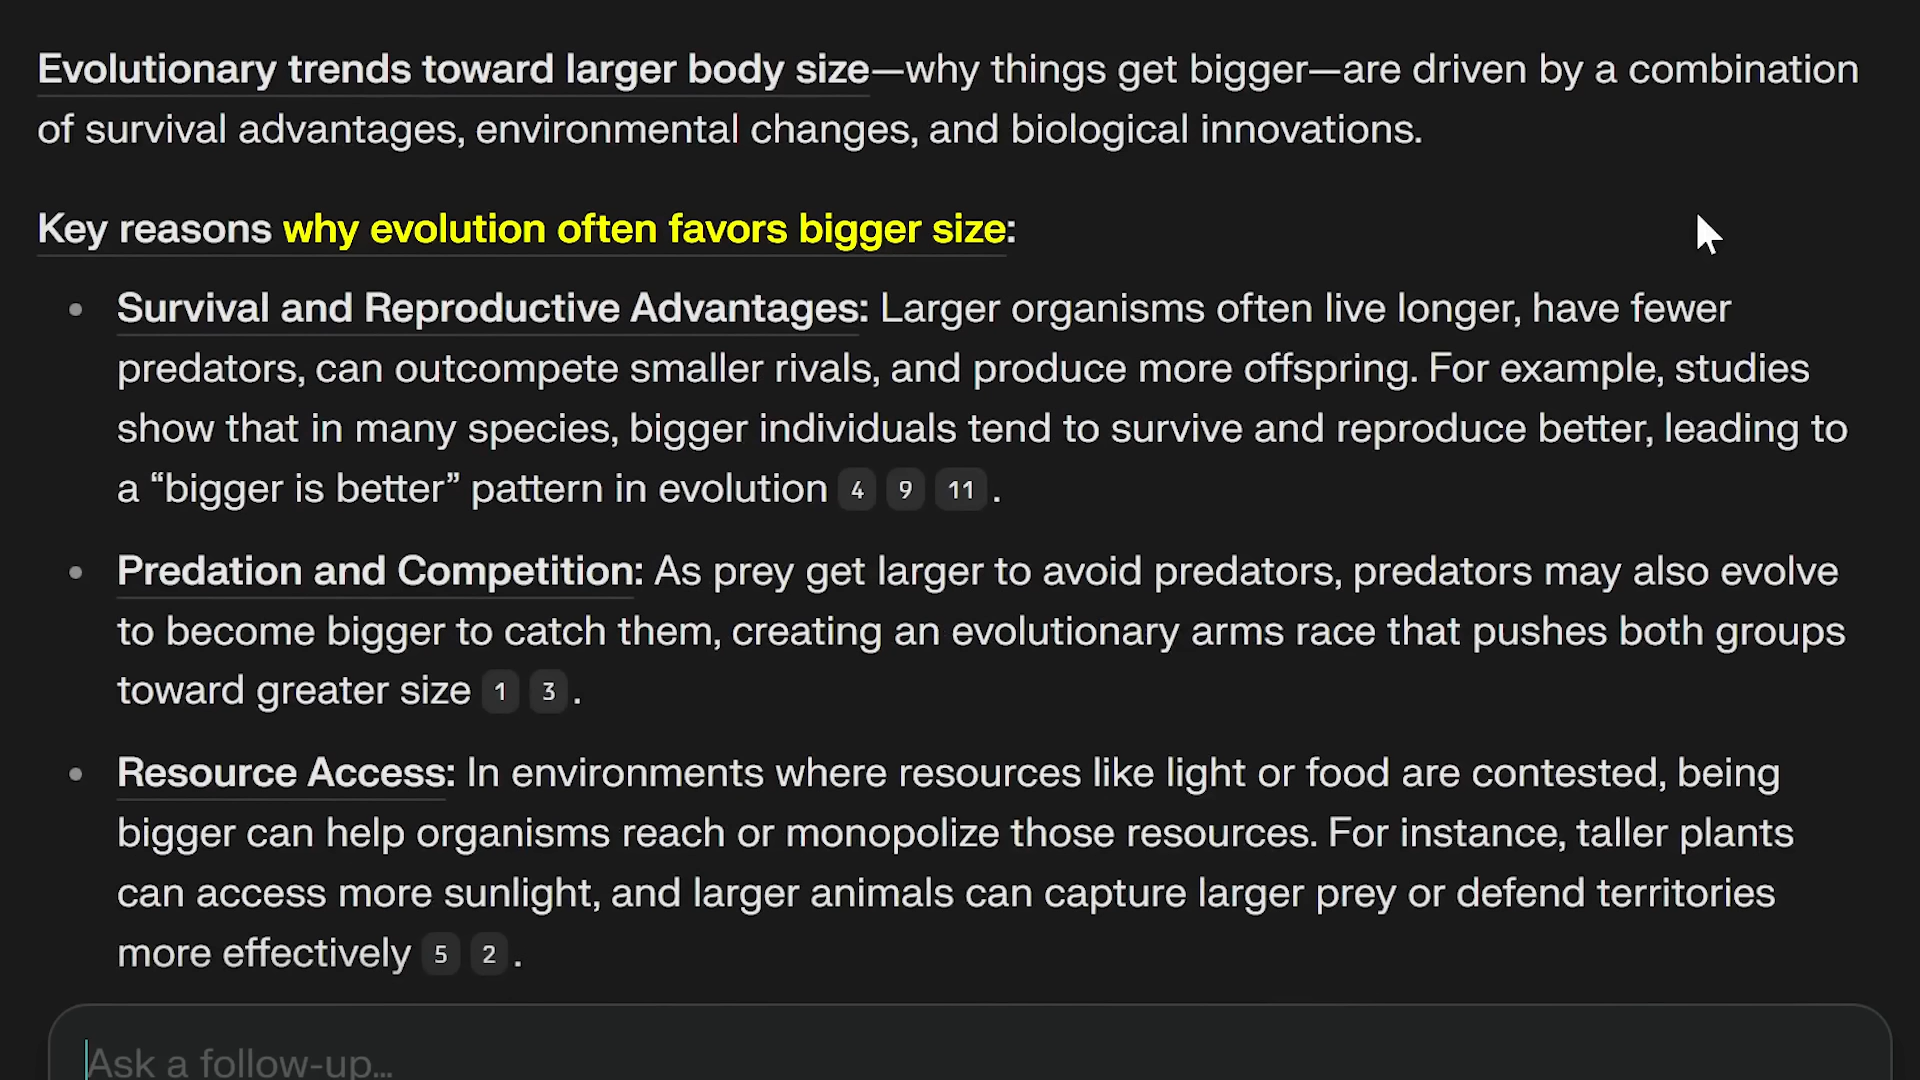 Evolutionary trends toward larger body size—why things get bigger—are driven by a combination
of survival advantages, environmental changes, and biological innovations.
Key reasons why evolution often favors bigger size:
• Survival and Reproductive Advantages: Larger organisms often live longer, have fewer
predators, can outcompete smaller rivals, and produce more offspring. For example, studies
show that in many species, bigger individuals tend to survive and reproduce better, leading to
a “bigger is better” pattern in evolution 4 9 11 .
• Predation and Competition: As prey get larger to avoid predators, predators may also evolve
to become bigger to catch them, creating an evolutionary arms race that pushes both groups
toward greater size 1 3 .
• Resource Access: In environments where resources like light or food are contested, being
bigger can help organisms reach or monopolize those resources. For instance, taller plants
can access more sunlight, and larger animals can capture larger prey or defend territories
more effectively 5 2 .
Ask a follow-up...